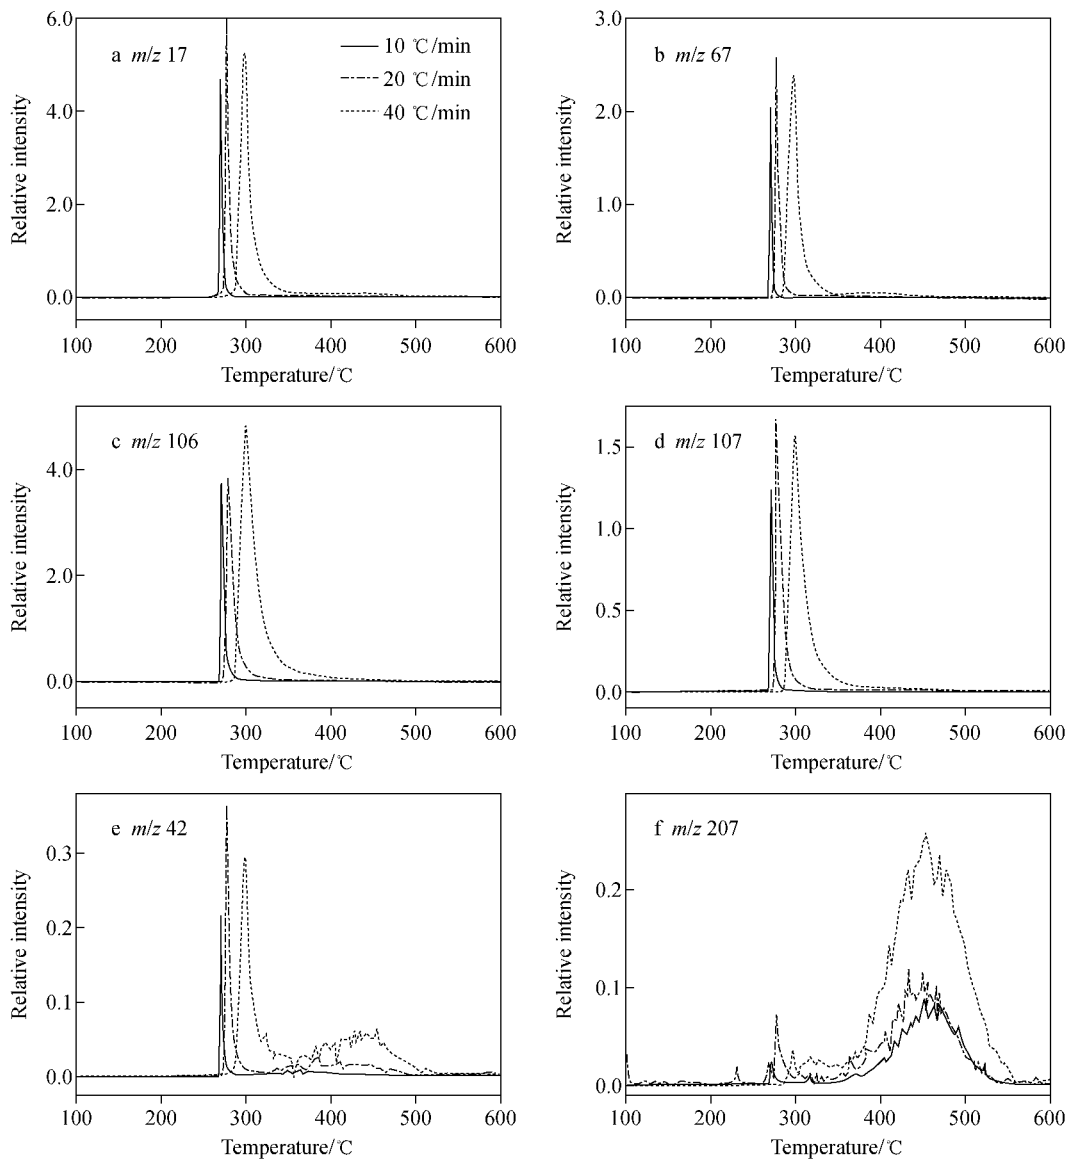 6.0
a m/z 17
10 ℃/min
20 ℃/min
40 ℃/min
4.0
2.0
0.0
Relative intensity
100 200 300 400 500 600
Temperature/℃
3.0
b m/z 67
2.0
1.0
0.0
Relative intensity
100 200 300 400 500 600
Temperature/℃
c m/z 106
4.0
2.0
0.0
Relative intensity
100 200 300 400 500 600
Temperature/℃
d m/z 107
1.5
1.0
0.5
0.0
Relative intensity
100 200 300 400 500 600
Temperature/℃
e m/z 42
0.3
0.2
0.1
0.0
Relative intensity
100 200 300 400 500 600
Temperature/℃
f m/z 207
0.2
0.1
0.0
Relative intensity
100 200 300 400 500 600
Temperature/℃